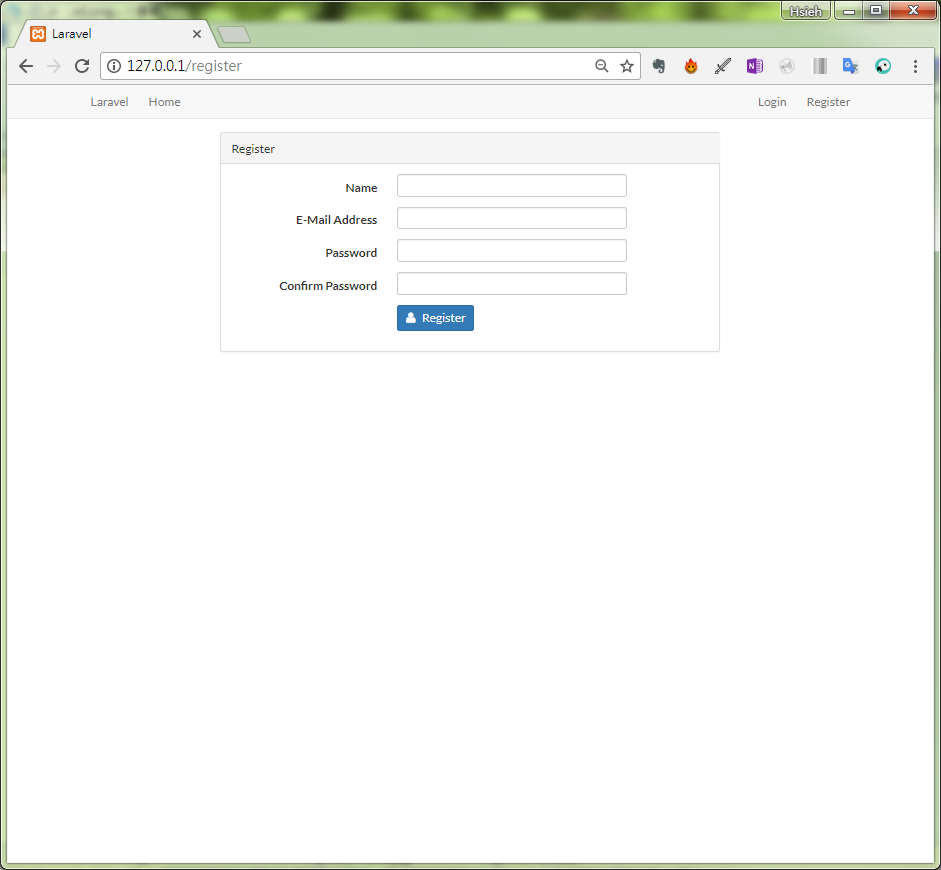 Hsieh
Laravel
127.0.0.1/register
Laravel Home Login Register
Register
Name
E-Mail Address
Password
Confirm Password
Register